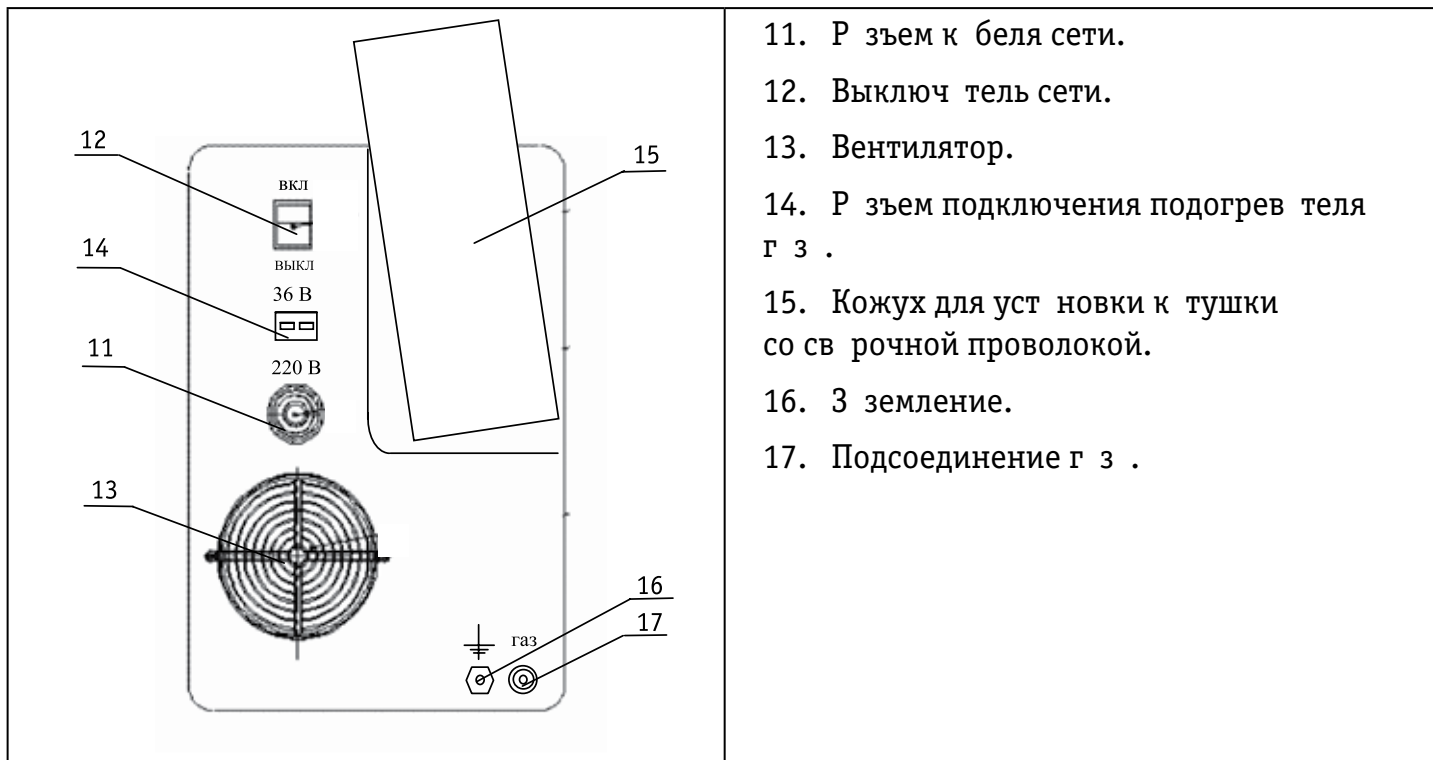 12
15
вкл
14
выкл
36 В
11
220 В
13
16
17
газ
11. Р зъем к беля сети.
12. Выключ тель сети.
13. Вентилятор.
14. Р зъем подключения подогрев теля
г з .
15. Кожух для уст новки к тушки
со св рочной проволокой.
16. З земление.
17. Подсоединение г з .